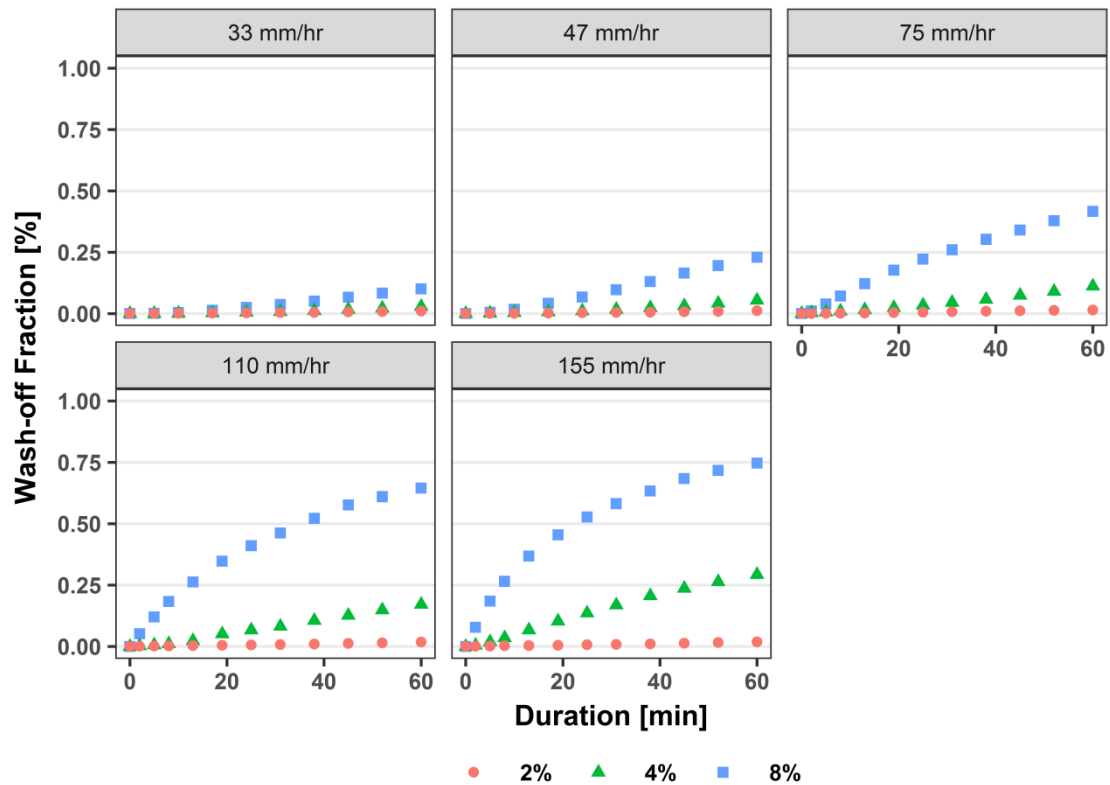 33 mm/hr
47 mm/hr
75 mm/hr
1.00
0.75
0.50
0.25
0.00
0 20 40 60
110 mm/hr
155 mm/hr
1.00
0.75
0.50
0.25
0.00
0 20 40 60
0 20 40 60
Wash-off Fraction [%]
Duration [min]
2% 4% 8%